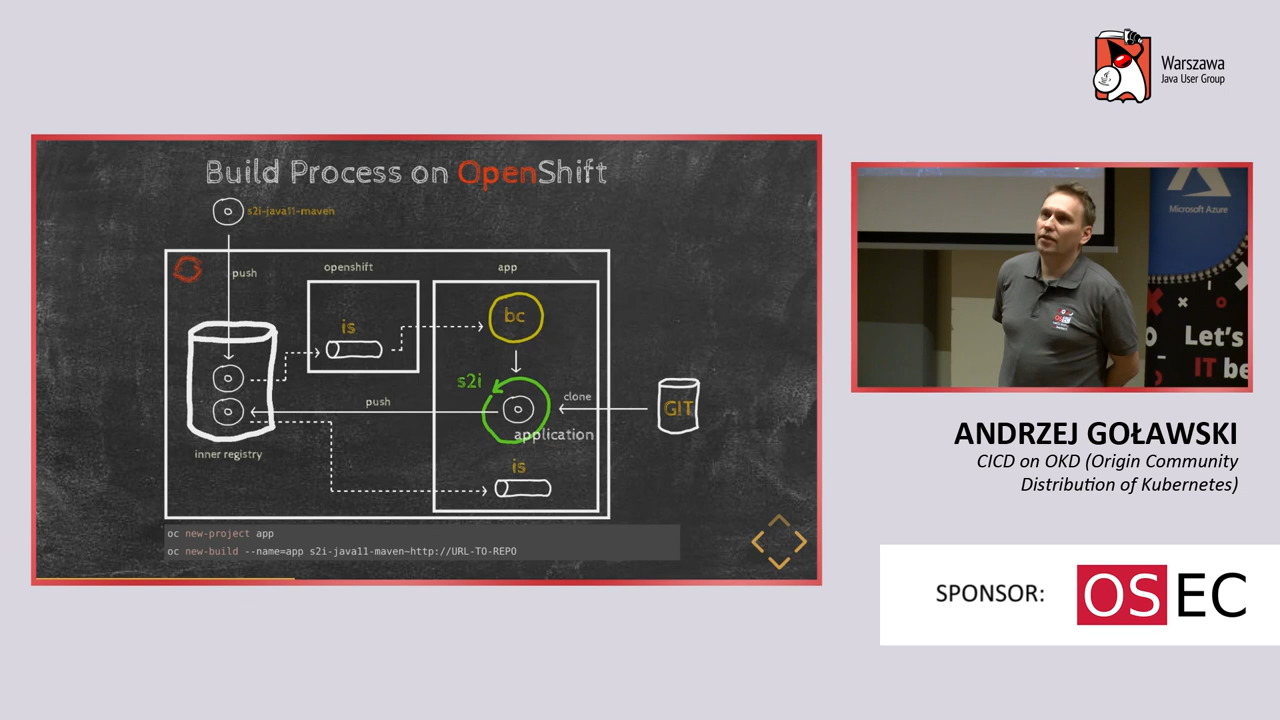 Warszawa
Java User Group
Build Process on OpenShift
s2i-java11-maven
push
openshift
app
is
bc
s2i
push
clone
GIT
application
inner registry
is
oc new-project app
oc new-build --name=app s2i-java11-maven~http://URL-TO-REPO
Microsoft Azure
Let's
IT be
OSEC
ANDRZEJ GOŁAWSKI
CICD on OKD (Origin Community
Distribution of Kubernetes)
SPONSOR:
OSEC